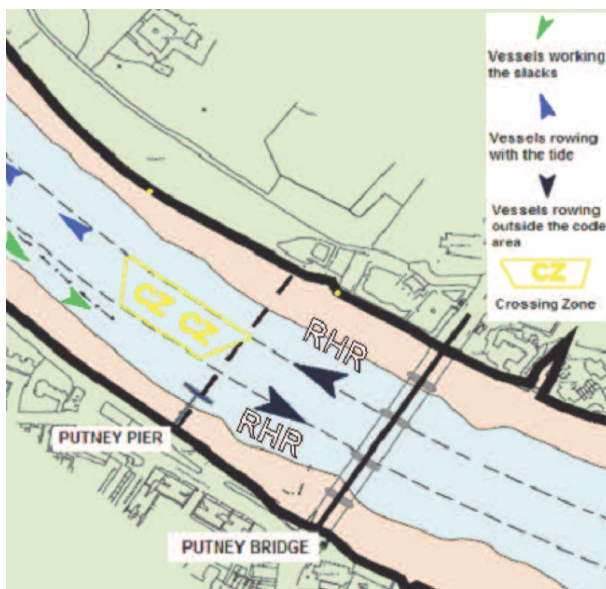 Vessels working
the slacks
Vessels rowing
with the tide
Vessels rowing
outside the code
area
CZ
Crossing Zone
CZ CZ
RHR
RHR
PUTNEY PIER
PUTNEY BRIDGE